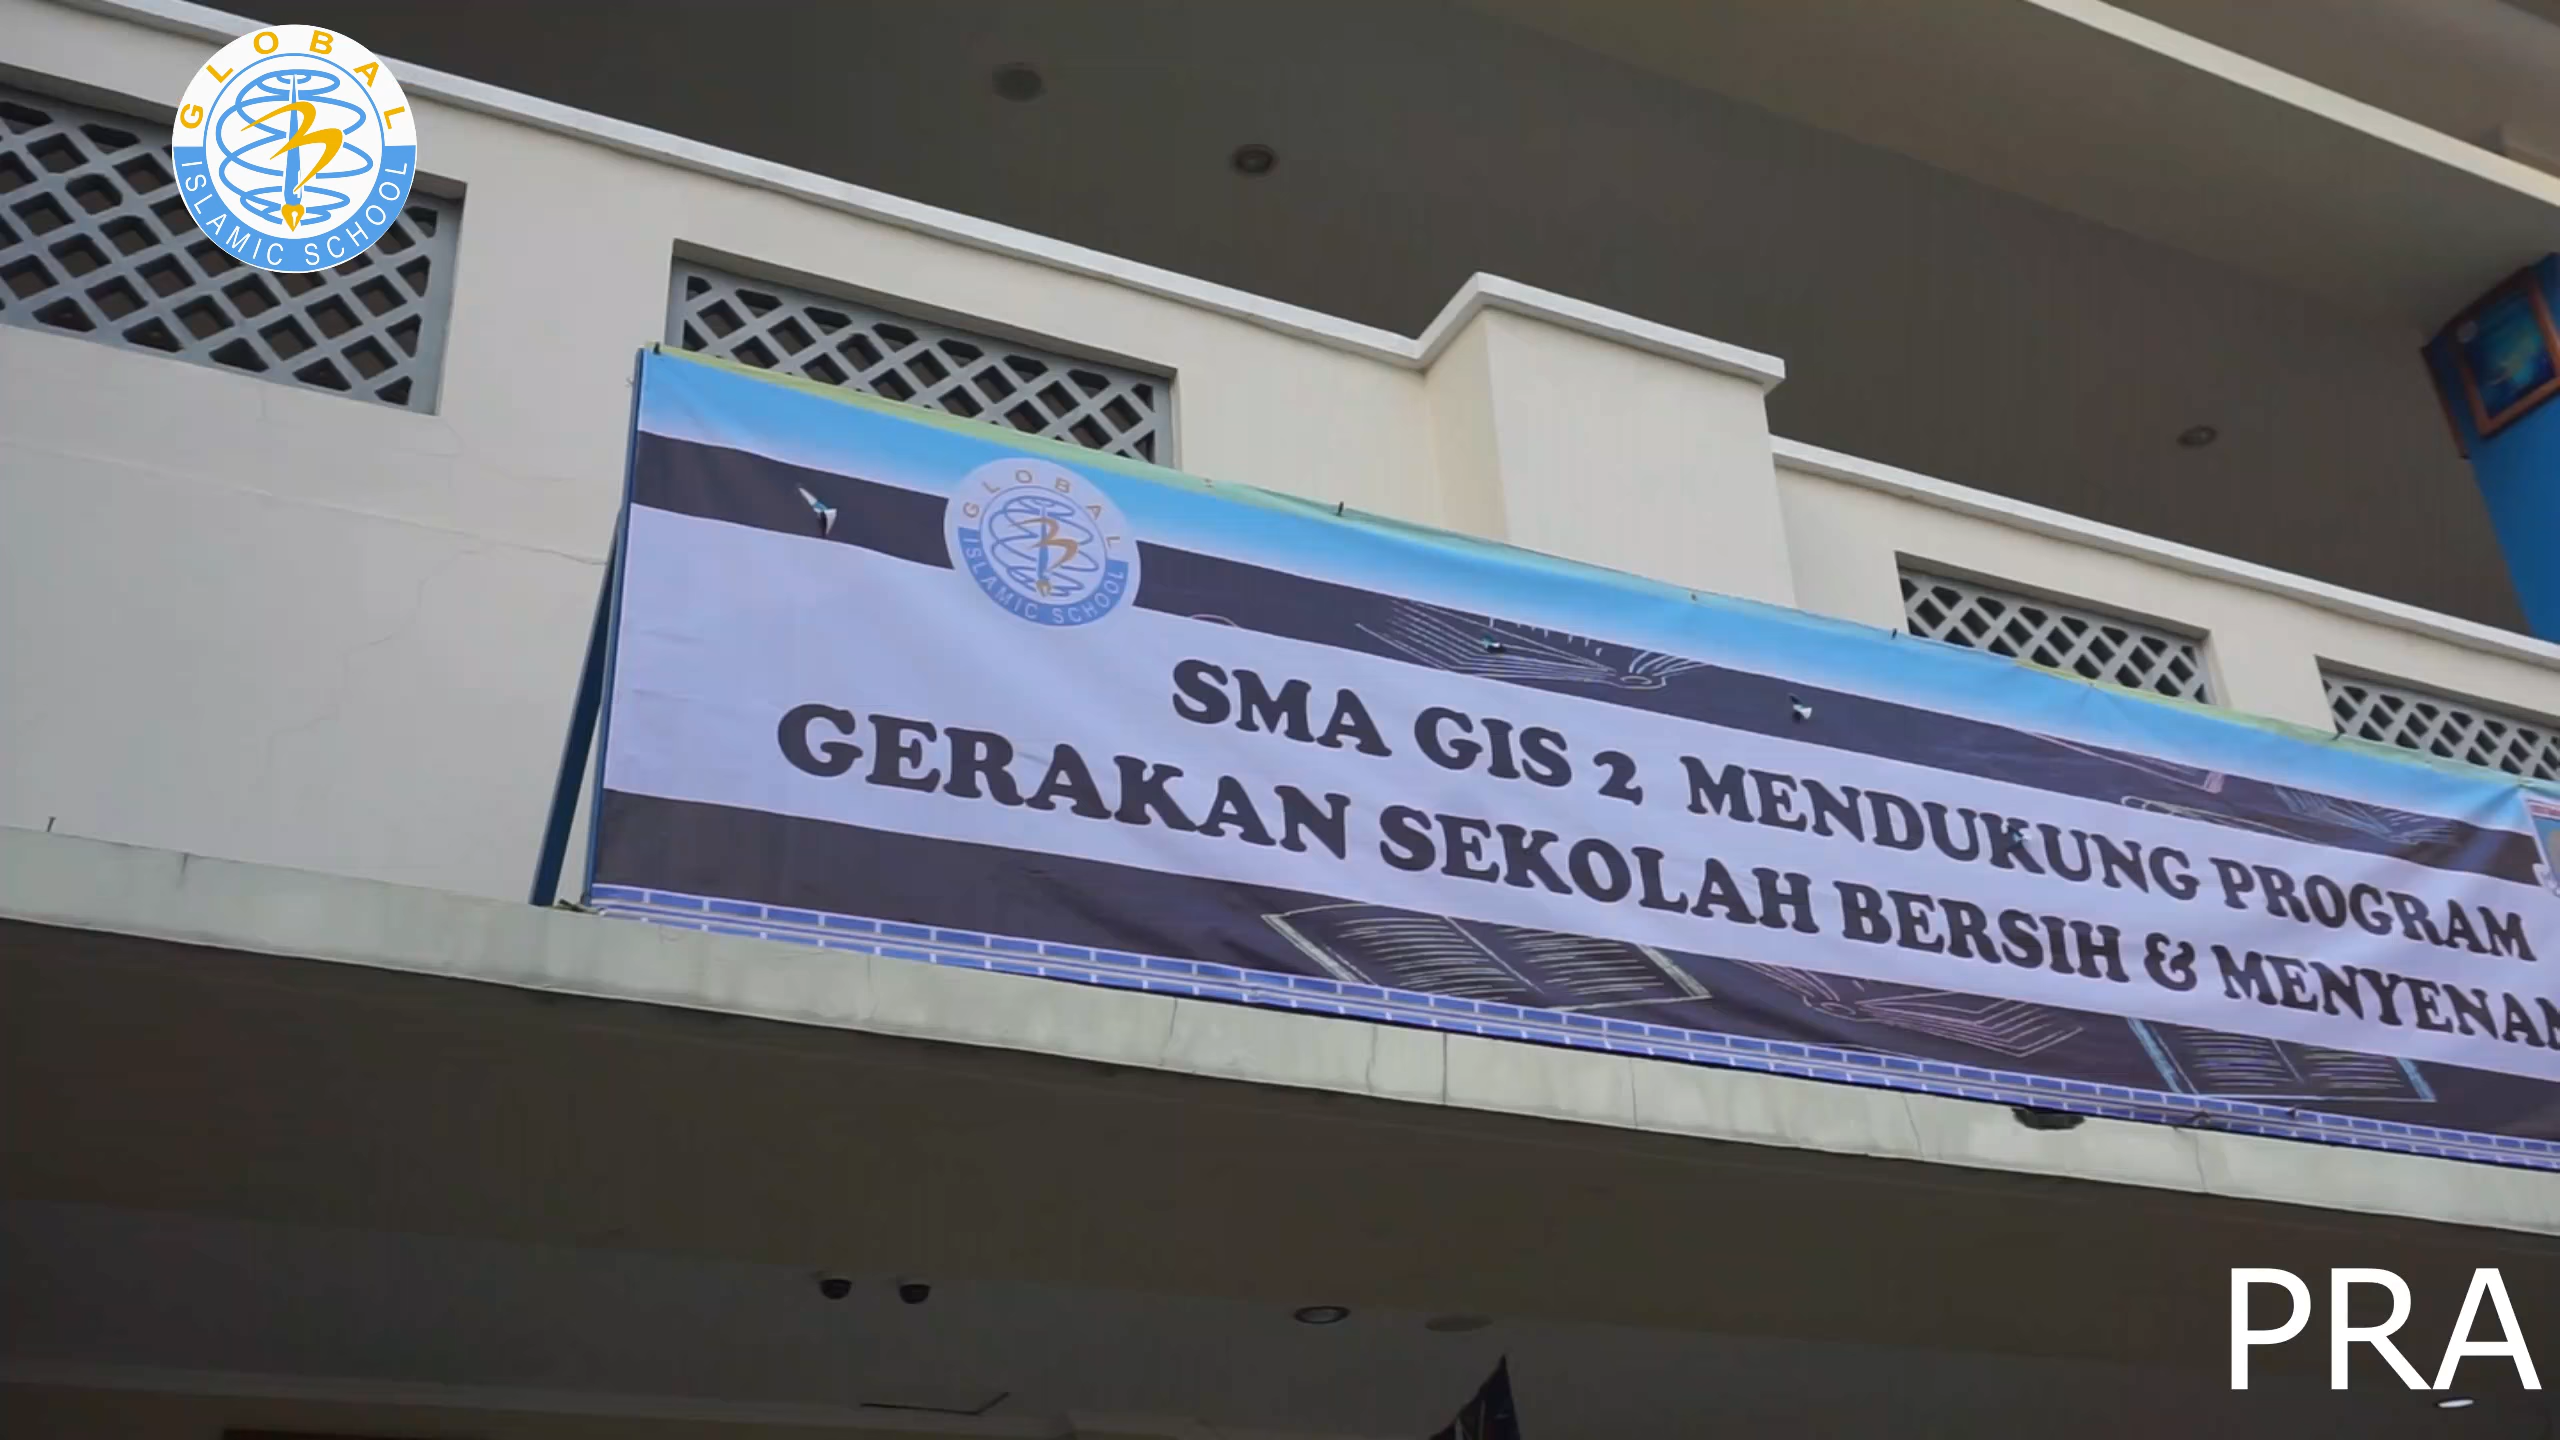 GLOBAL
ISLAMIC SCHOOL
GLOBAL
ISLAMIC SCHOOL
SMA GIS 2 MENDUKUNG PROGRAM
GERAKAN SEKOLAH BERSIH & MENYENAN
PRA